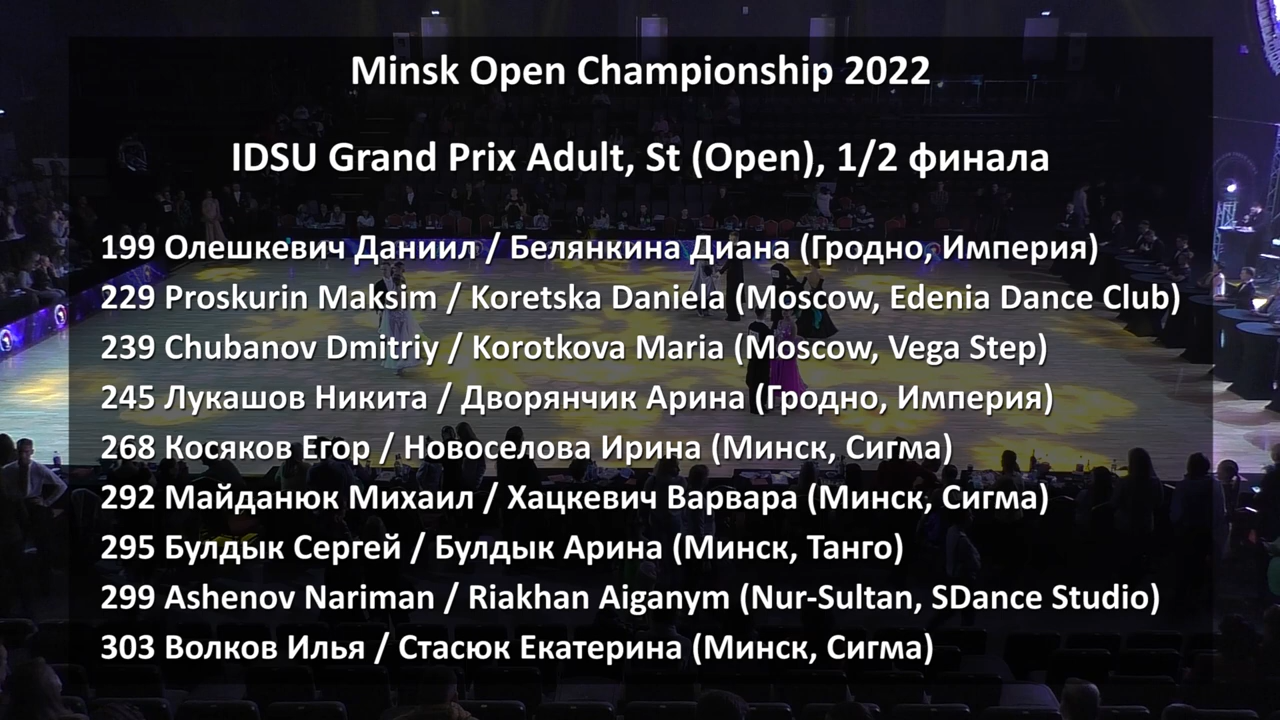 Minsk Open Championship 2022
IDSU Grand Prix Adult, St (Open), 1/2 финала
199 Олешкевич Даниил / Белянкина Диана (Гродно, Империя)
229 Proskurin Maksim / Koretska Daniela (Moscow, Edenia Dance Club)
239 Chubanov Dmitriy / Korotkova Maria (Moscow, Vega Step)
245 Лукашов Никита / Дворянчик Арина (Гродно, Империя)
268 Косяков Егор / Новоселова Ирина (Минск, Сигма)
292 Майданюк Михаил / Хацкевич Варвара (Минск, Сигма)
295 Булдык Сергей / Булдык Арина (Минск, Танго)
299 Ashenov Nariman / Riakhan Aiganym (Nur-Sultan, SDance Studio)
303 Волков Илья / Стасюк Екатерина (Минск, Сигма)